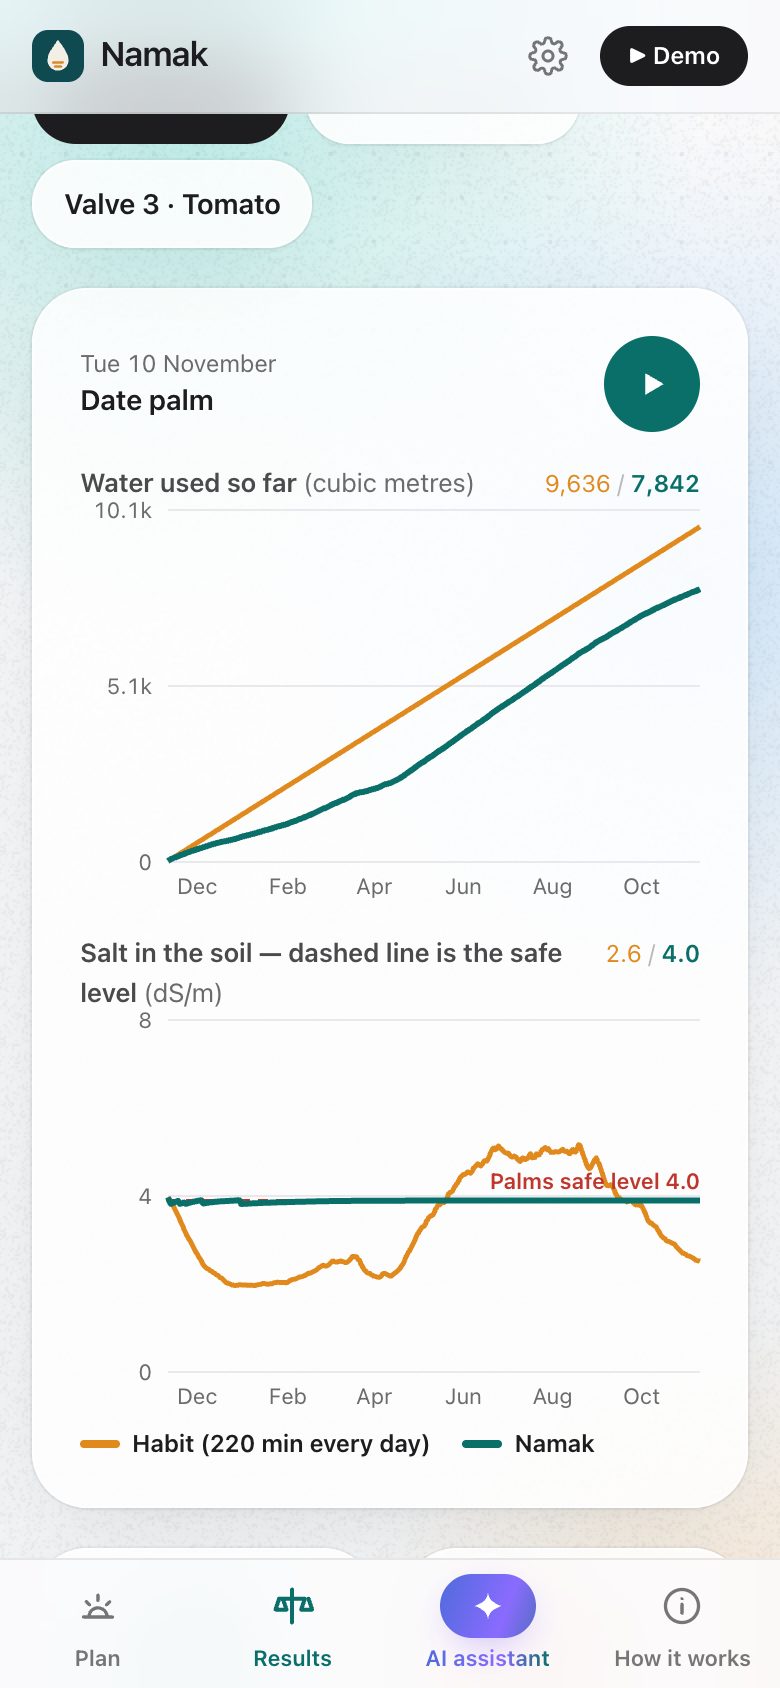 Namak
Demo
Valve 3 · Tomato
Tue 10 November
Date palm
Water used so far (cubic metres)
9,636 / 7,842
10.1k
5.1k
0
Dec Feb Apr Jun Aug Oct
Salt in the soil — dashed line is the safe
level (dS/m)
2.6 / 4.0
8
Palms safe level 4.0
4
0
Dec Feb Apr Jun Aug Oct
Habit (220 min every day) Namak
Plan Results AI assistant How it works